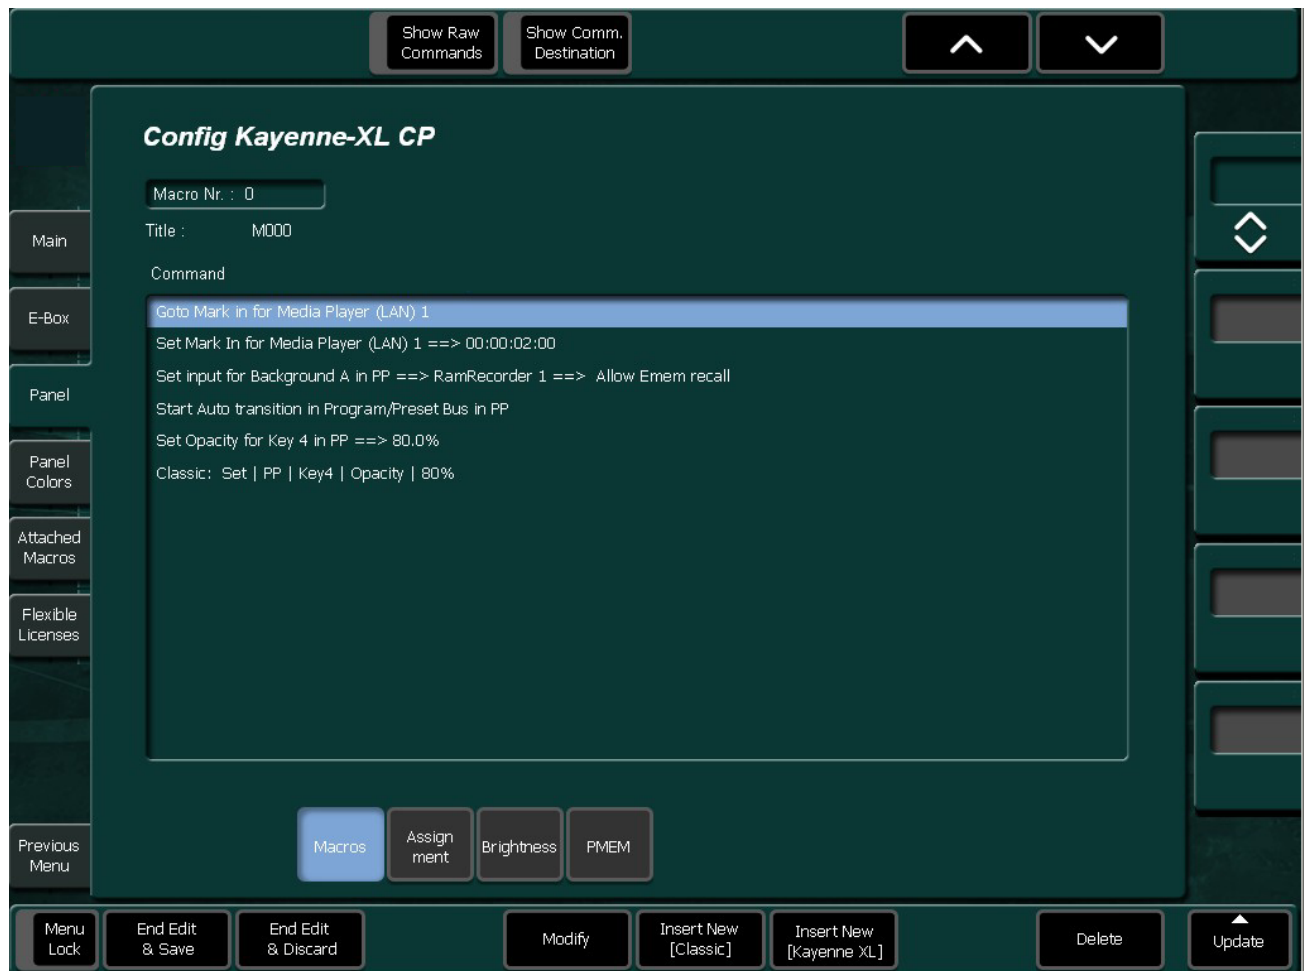 Show Raw
Commands
Show Comm.
Destination
Config Kayenne-XL CP
Macro Nr. : 0
Title : M000
Command
Goto Mark in for Media Player (LAN) 1
Set Mark In for Media Player (LAN) 1 ==> 00:00:02:00
Set input for Background A in PP ==> RamRecorder 1 ==> Allow Emem recall
Start Auto transition in Program/Preset Bus in PP
Set Opacity for Key 4 in PP ==> 80.0%
Classic: Set | PP | Key4 | Opacity | 80%
Main
E-Box
Panel
Panel
Colors
Attached
Macros
Flexible
Licenses
Previous
Menu
Macros
Assign
ment
Brightness
PMEM
Menu
Lock
End Edit
& Save
End Edit
& Discard
Modify
Insert New
[Classic]
Insert New
[Kayenne XL]
Delete
Update